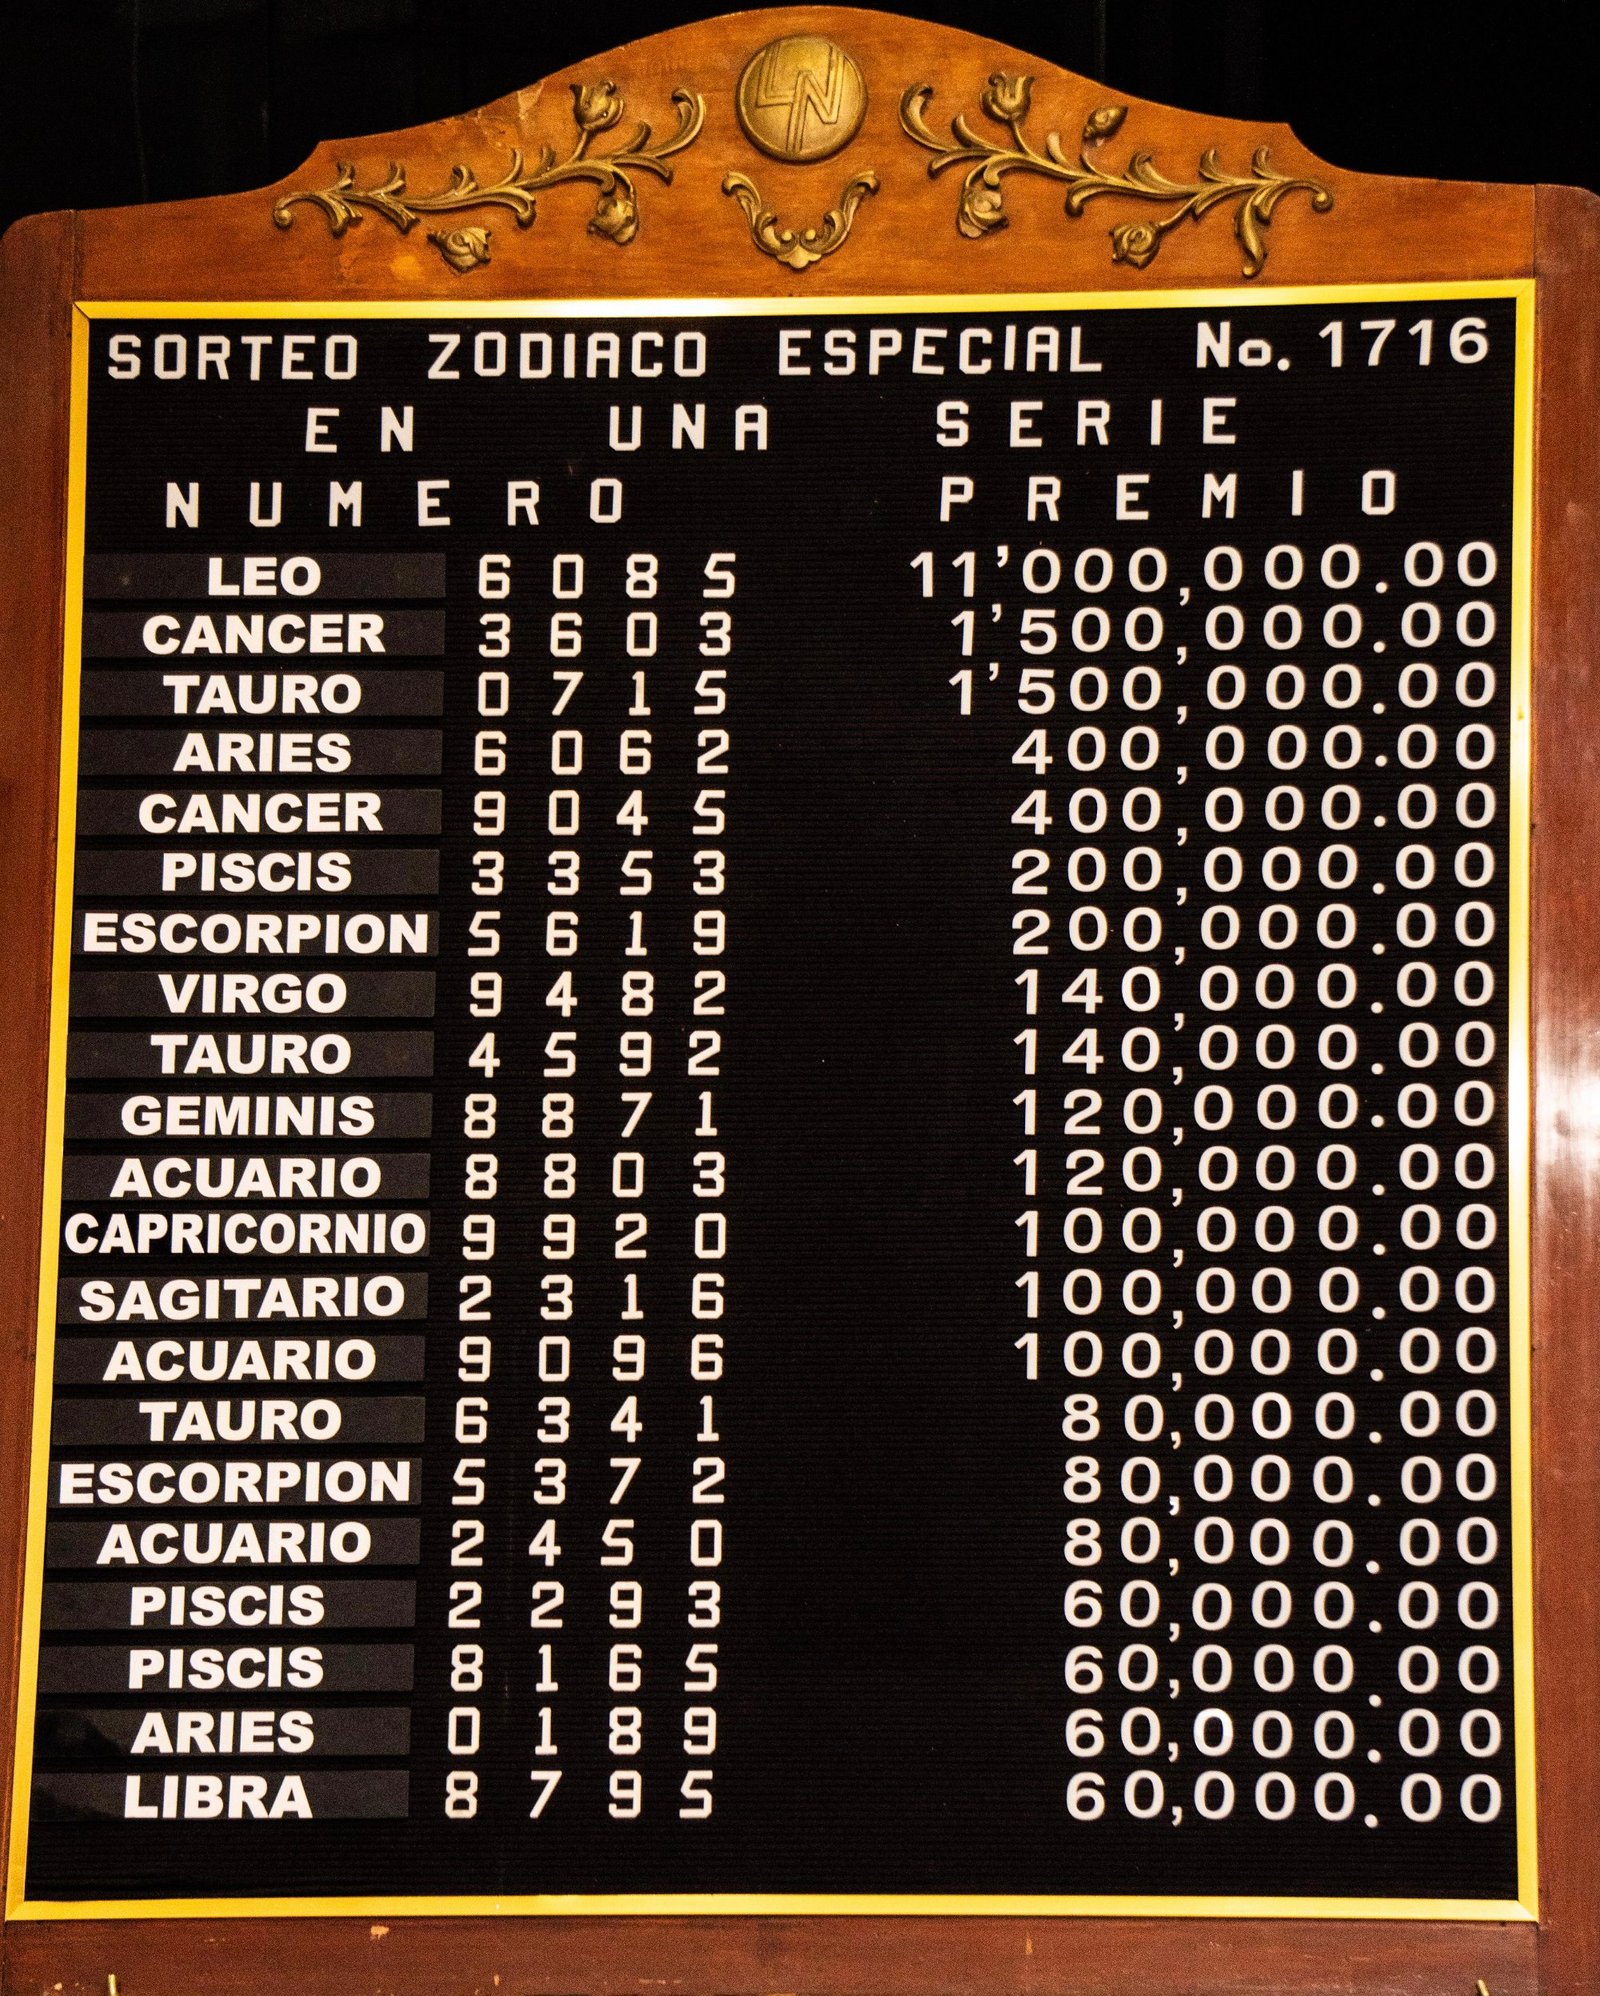 LN
SORTEO ZODIACO ESPECIAL No. 1716
EN UNA SERIE
NUMERO PREMIO
LEO 6085 11'000,000.00
CANCER 3603 1'500,000.00
TAURO 0715 1'500,000.00
ARIES 6062 400,000.00
CANCER 9045 400,000.00
PISCIS 3353 200,000.00
ESCORPION 5619 200,000.00
VIRGO 9482 140,000.00
TAURO 4592 140,000.00
GEMINIS 8871 120,000.00
ACUARIO 8803 120,000.00
CAPRICORNIO 9920 100,000.00
SAGITARIO 2316 100,000.00
ACUARIO 9096 100,000.00
TAURO 6341 80,000.00
ESCORPION 5372 80,000.00
ACUARIO 2450 80,000.00
PISCIS 2293 60,000.00
PISCIS 8165 60,000.00
ARIES 0189 60,000.00
LIBRA 8795 60,000.00